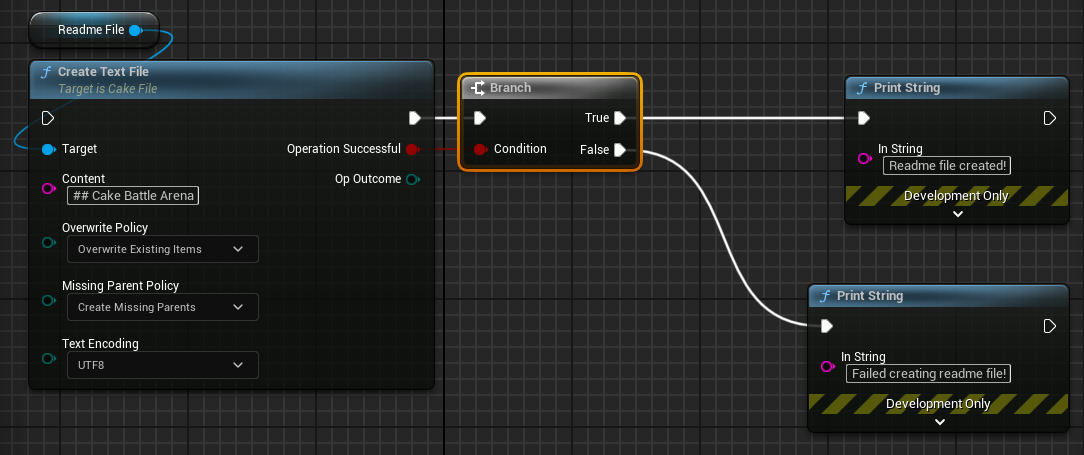 Readme File
Create Text File
Target is Cake File
Target
Operation Successful
Content
## Cake Battle Arena
Op Outcome
Overwrite Policy
Overwrite Existing Items
Missing Parent Policy
Create Missing Parents
Text Encoding
UTF8
Branch
True
Condition
False
Print String
In String
Readme file created!
Development Only
Print String
In String
Failed creating readme file!
Development Only